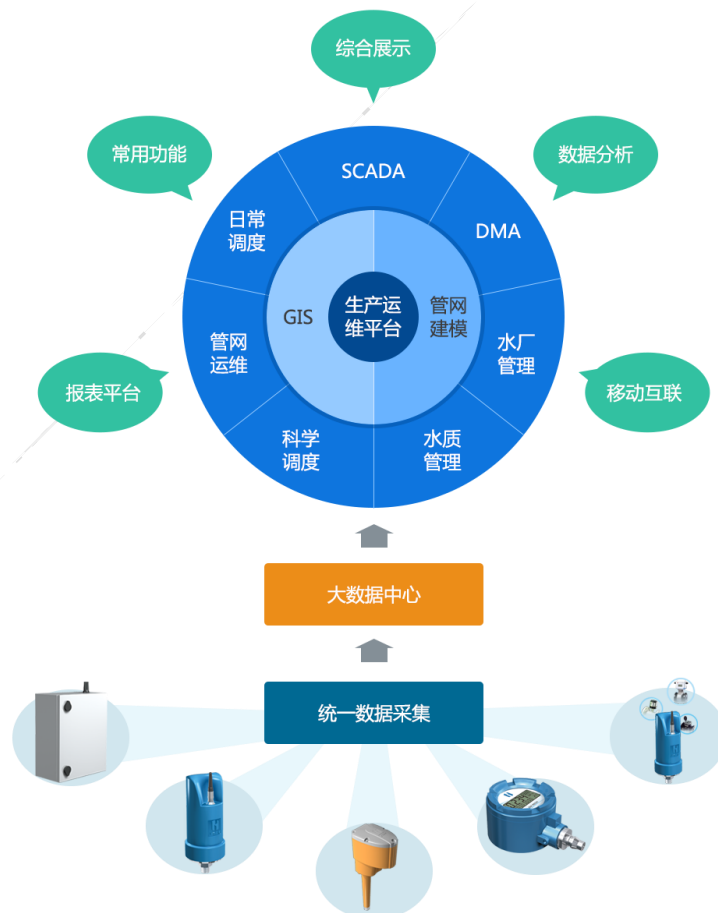 综合展示
常用功能
数据分析
SCADA
日常
调度
DMA
GIS
生产运
维平台
管网
建模
管网
运维
水厂
管理
报表平台
移动互联
科学
调度
水质
管理
大数据中心
统一数据采集